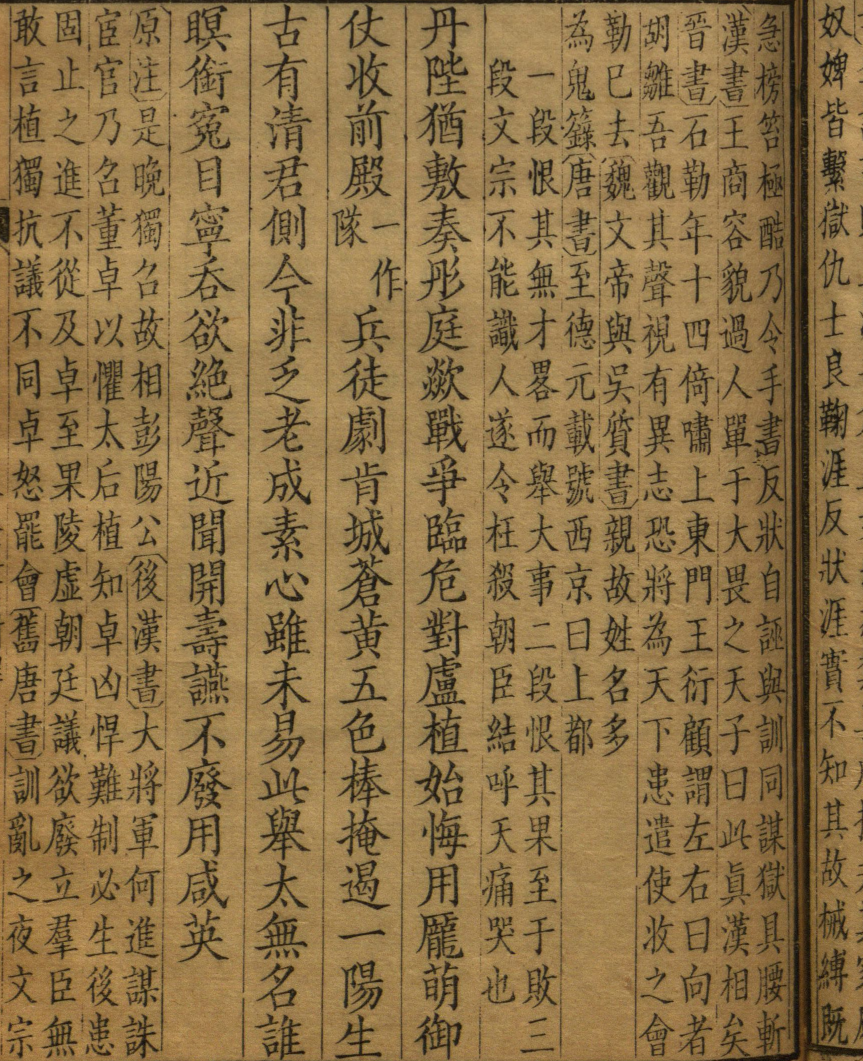 奴婢皆繫獄仇士良鞫涯反狀涯實不知其故械縛既
急榜笞極酷乃令手書反狀自誣與訓同謀獄具腰斬
漢書王商容貌過人單于大畏之天子曰此真漢相矣
晉書石勒年十四倚嘯上東門王衍顧謂左右曰向者
胡雛吾觀其聲視有異志恐將為天下患遣使收之會
勒已去魏文帝與吳質書親故姓名多
為鬼籙唐書至德元載號西京曰上都
一段恨其無才畧而舉大事二段恨其果至于敗三
段文宗不能識人遂令枉殺朝臣結呼天痛哭也
丹陛猶敷奏彤庭歘戰爭臨危對盧植始悔用龎萌御
仗收前殿一作隊兵徒劇肯城蒼黄五色棒掩遏一陽生
古有清君側今非乏老成素心雖未易此舉太無名誰
瞑銜寃目寧吞欲絶聲近聞開壽讌不廢用咸英
原注是晚獨召故相彭陽公後漢書大將軍何進謀誅
宦官乃召董卓以懼太后植知卓凶悍難制必生後患
固止之進不從及卓至果陵虛朝廷議欲廢立羣臣無
敢言植獨抗議不同卓怒罷會舊唐書訓亂之夜文宗